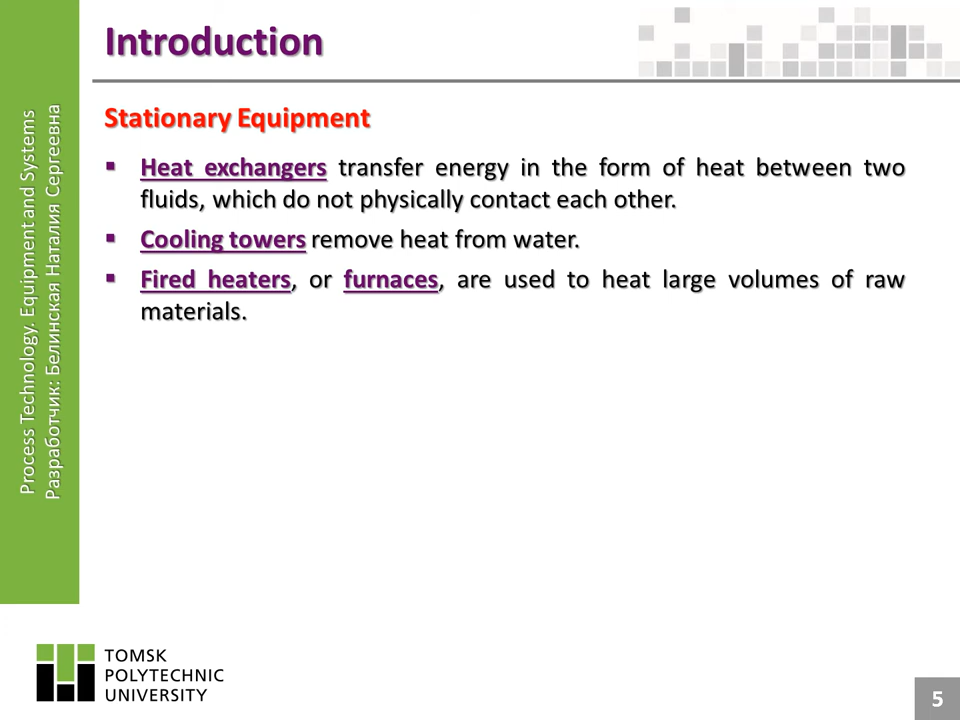 Introduction
Stationary Equipment
▪ Heat exchangers transfer energy in the form of heat between two
fluids, which do not physically contact each other.
▪ Cooling towers remove heat from water.
▪ Fired heaters, or furnaces, are used to heat large volumes of raw
materials.
Process Technology. Equipment and Systems
Разработчик: Белинская Наталия Сергеевна
TOMSK
POLYTECHNIC
UNIVERSITY
5